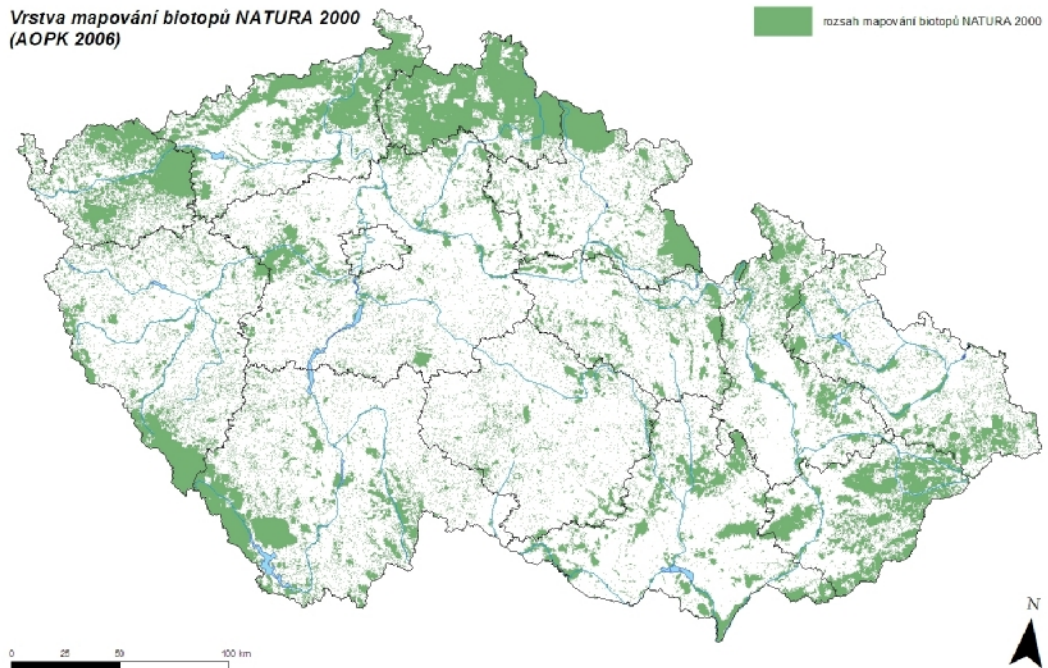 Vrstva mapování biotopů NATURA 2000
(AOPK 2006)
rozsah mapování biotopů NATURA 2000
N
0 25 50 100 km